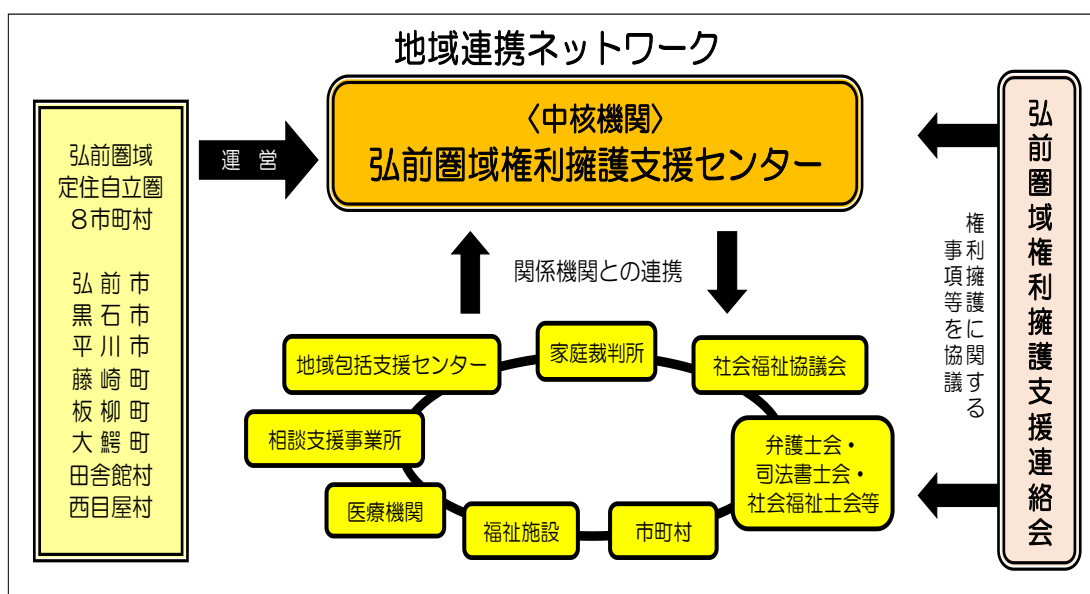 地域連携ネットワーク
弘前圏域
定住自立圏
８市町村
弘前市
黒石市
平川市
藤崎町
板柳町
大鰐町
田舎館村
西目屋村
運営
〈中核機関〉
弘前圏域権利擁護支援センター
関係機関との連携
地域包括支援センター
家庭裁判所
社会福祉協議会
相談支援事業所
弁護士会・
司法書士会・
社会福祉士会等
医療機関
福祉施設
市町村
権利擁護に関する
事項等を協議
弘前圏域権利擁護支援連絡会